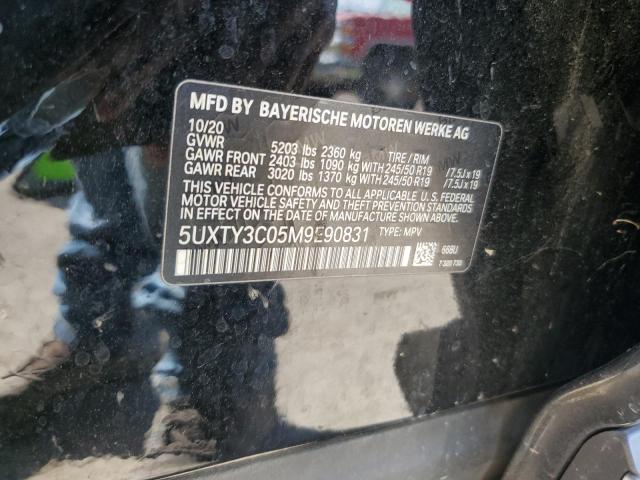 MFD BY BAYERISCHE MOTOREN WERKE AG
10/20
GVWR 5203 lbs 2360 kg TIRE / RIM
GAWR FRONT 2403 lbs 1090 kg WITH 245/50 R19 / 7.5J x 19
GAWR REAR 3020 lbs 1370 kg WITH 245/50 R19 / 7.5J x 19
THIS VEHICLE CONFORMS TO ALL APPLICABLE U.S. FEDERAL
MOTOR VEHICLE SAFETY, BUMPER, AND THEFT PREVENTION STANDARDS
IN EFFECT ON THE DATE OF MANUFACTURE SHOWN ABOVE.
5UXTY3C05M9E90831 TYPE: MPV
668U